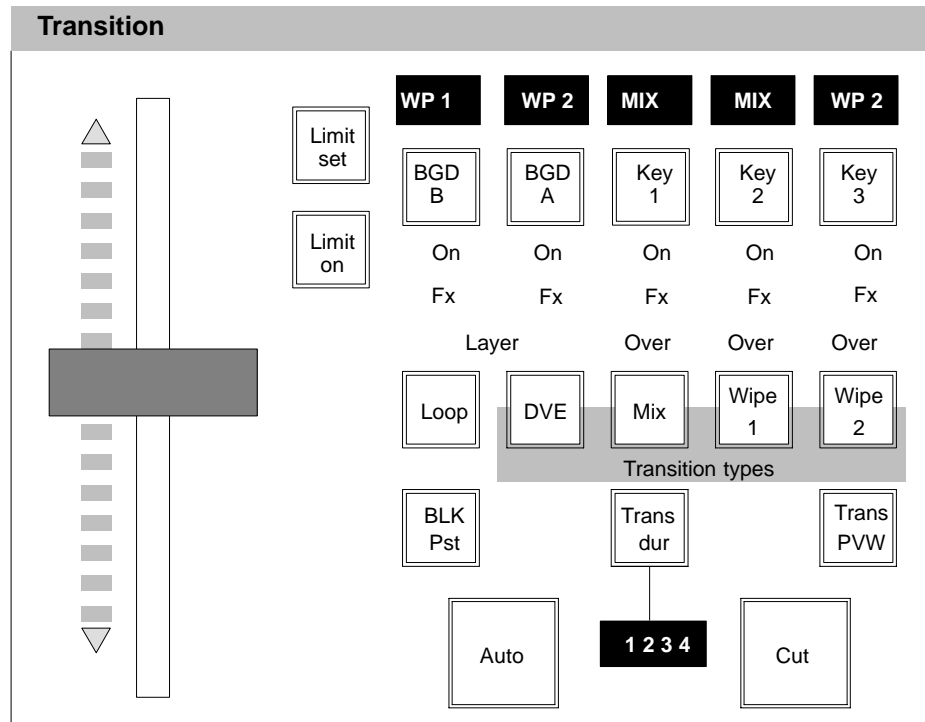 Transition
WP 1 WP 2 MIX MIX WP 2
Limit
set
BGD
B
BGD
A
Key
1
Key
2
Key
3
Limit
on
On On On On On
Fx Fx Fx Fx Fx
Layer Over Over Over
Loop DVE Mix
Wipe
1
Wipe
2
Transition types
BLK
Pst
Trans
dur
Trans
PVW
Auto 1 2 3 4 Cut